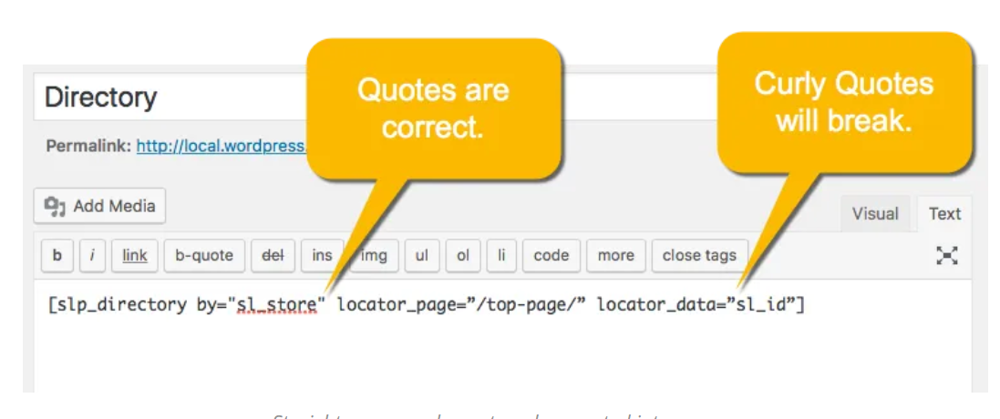 Quotes are
correct.
Curly Quotes
will break.
Directory
Permalink: http://local.wordpress.
Add Media
Visual Text
b i link b-quote del ins img ul ol li code more close tags
[slp_directory by="sl_store" locator_page=”/top-page/” locator_data=”sl_id”]